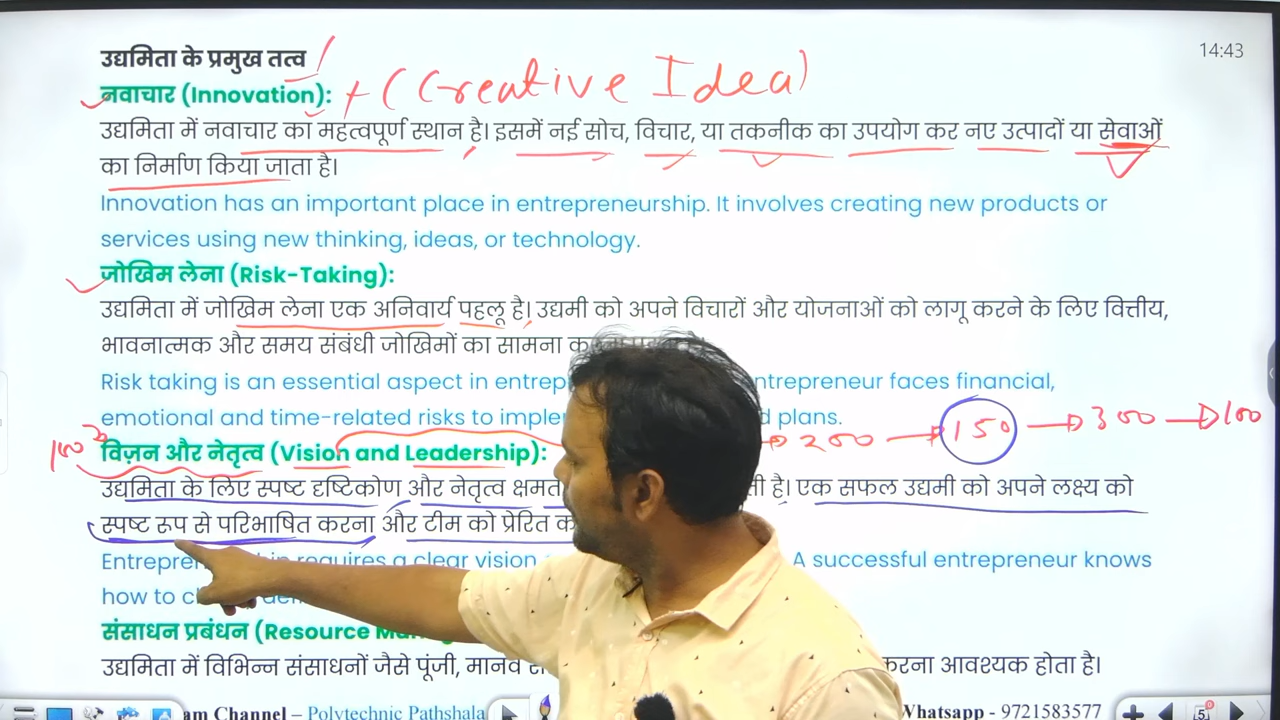 14:43
उद्यमिता के प्रमुख तत्व
नवाचार (Innovation): + (Creative Idea)
उद्यमिता में नवाचार का महत्वपूर्ण स्थान है। इसमें नई सोच, विचार, या तकनीक का उपयोग कर नए उत्पादों या सेवाओं
का निर्माण किया जाता है।
Innovation has an important place in entrepreneurship. It involves creating new products or
services using new thinking, ideas, or technology.
जोखिम लेना (Risk-Taking):
उद्यमिता में जोखिम लेना एक अनिवार्य पहलू है। उद्यमी को अपने विचारों और योजनाओं को लागू करने के लिए वित्तीय,
भावनात्मक और समय संबंधी जोखिमों का सामना
Risk taking is an essential aspect in entrepreneur faces financial,
emotional and time-related risks to plans.
100 विज़न और नेतृत्व (Vision and Leadership): → 200 → 150 → 300 → 100
उद्यमिता के लिए स्पष्ट दृष्टिकोण और नेतृत्व है। एक सफल उद्यमी को अपने लक्ष्य को
स्पष्ट रूप से परिभाषित करना और टीम को प्रेरित
requires a clear vision A successful entrepreneur knows
how to
संसाधन प्रबंधन (Resource
उद्यमिता में विभिन्न संसाधनों जैसे पूंजी, मानव करना आवश्यक होता है।
Channel – Polytechnic Pathshala Whatsapp - 9721583577
5